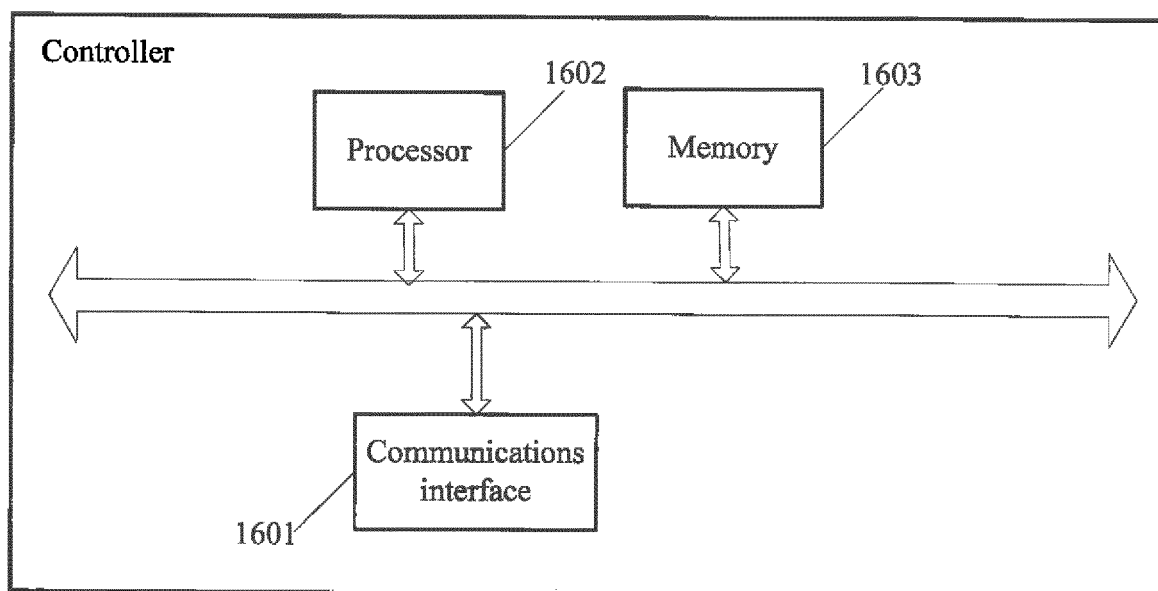 Controller
1602
1603
Processor
Memory
Communications
interface
1601